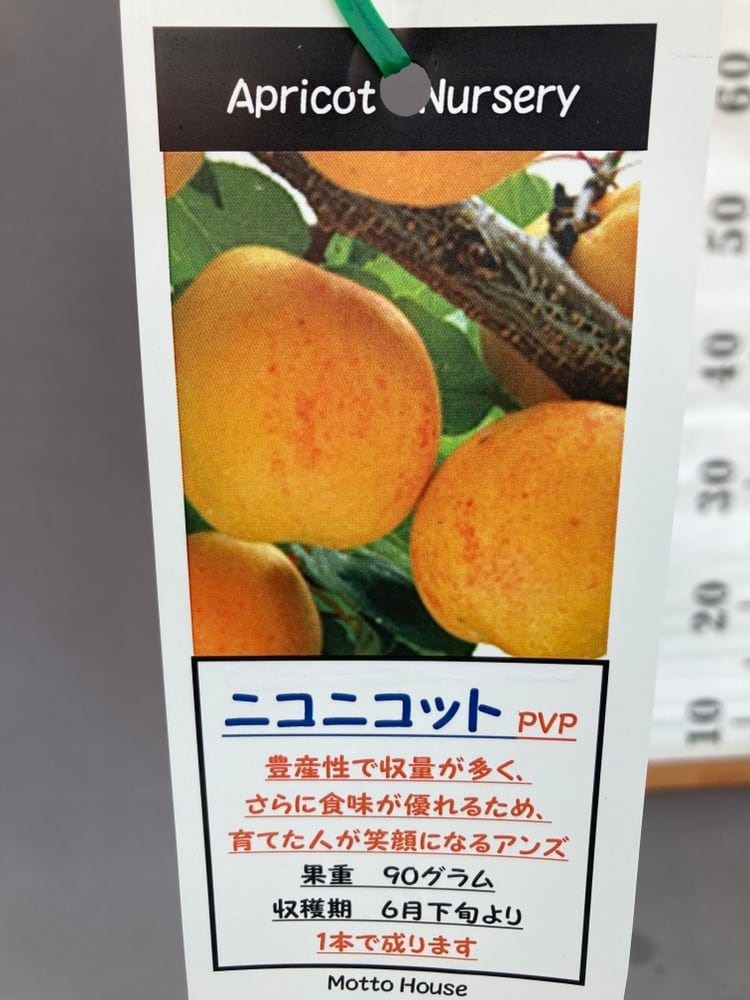 Apricot Nursery
ニコニコット PVP
豊産性で収量が多く、
さらに食味が優れるため、
育てた人が笑顔になるアンズ
果重　90グラム
収穫期　6月下旬より
1本で成ります
Motto House
60
50
40
30
20
10